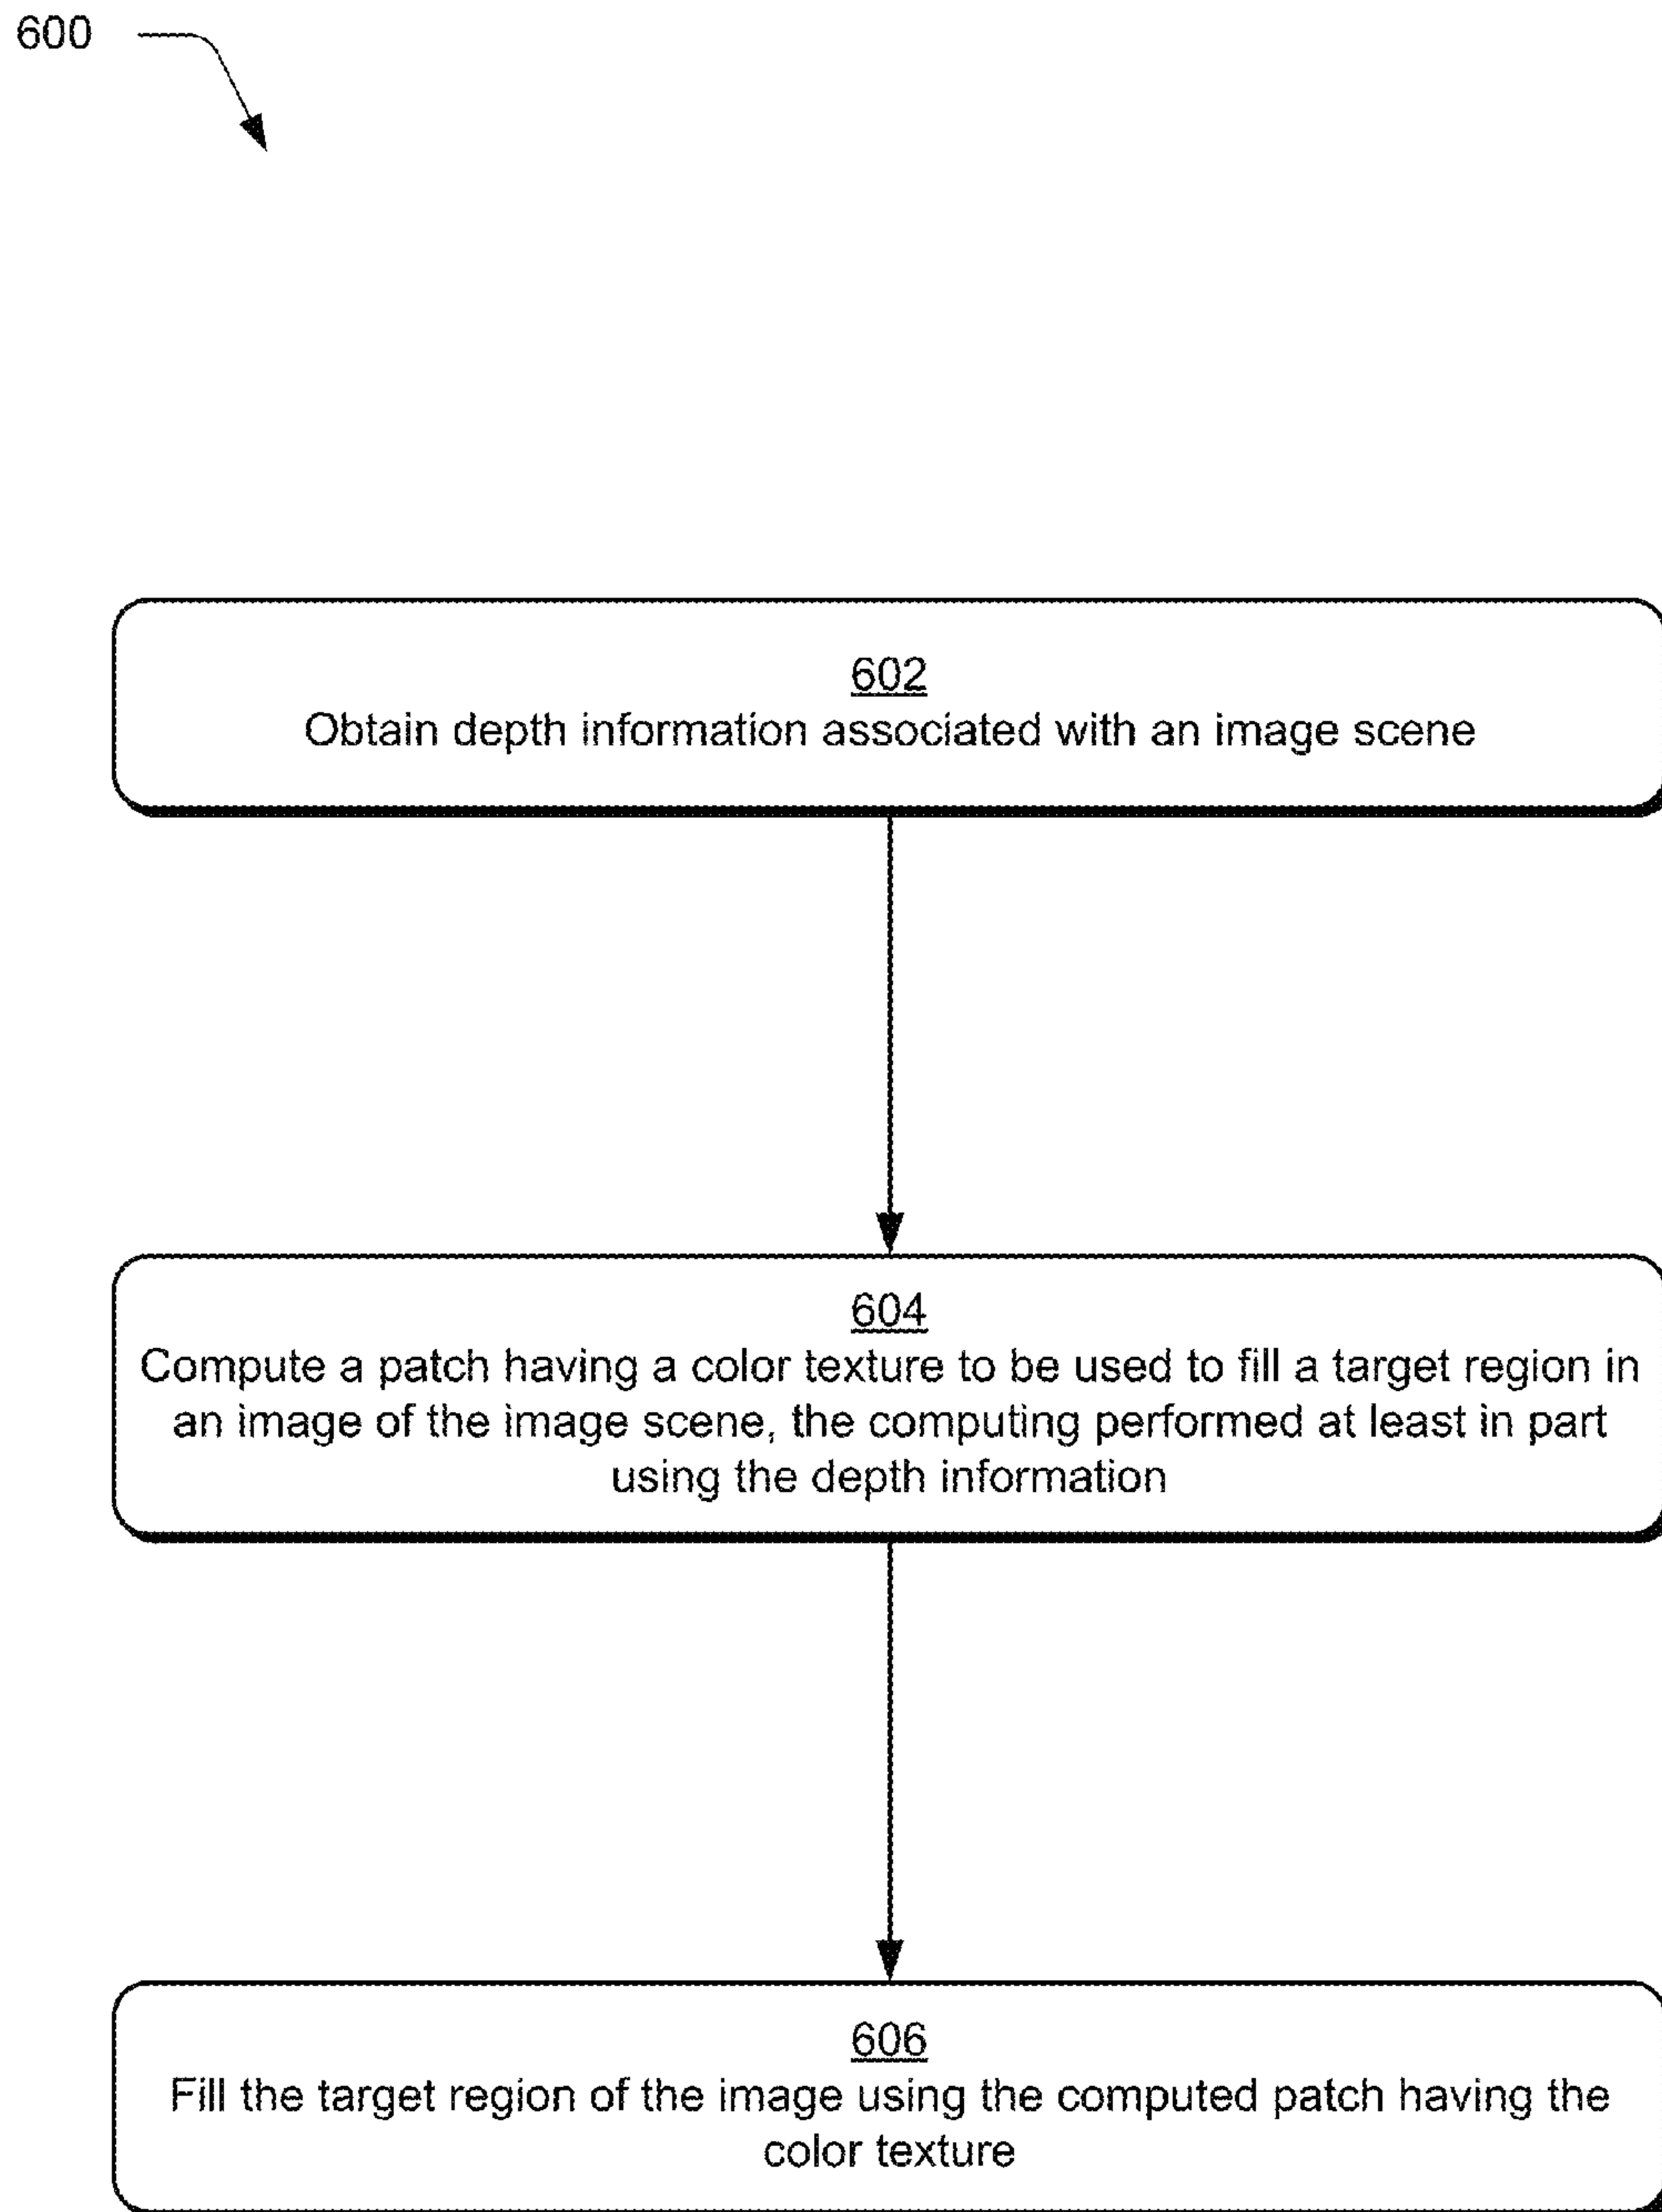 600
602
Obtain depth information associated with an image scene
604
Compute a patch having a color texture to be used to fill a target region in
an image of the image scene, the computing performed at least in part
using the depth information
606
Fill the target region of the image using the computed patch having the
color texture